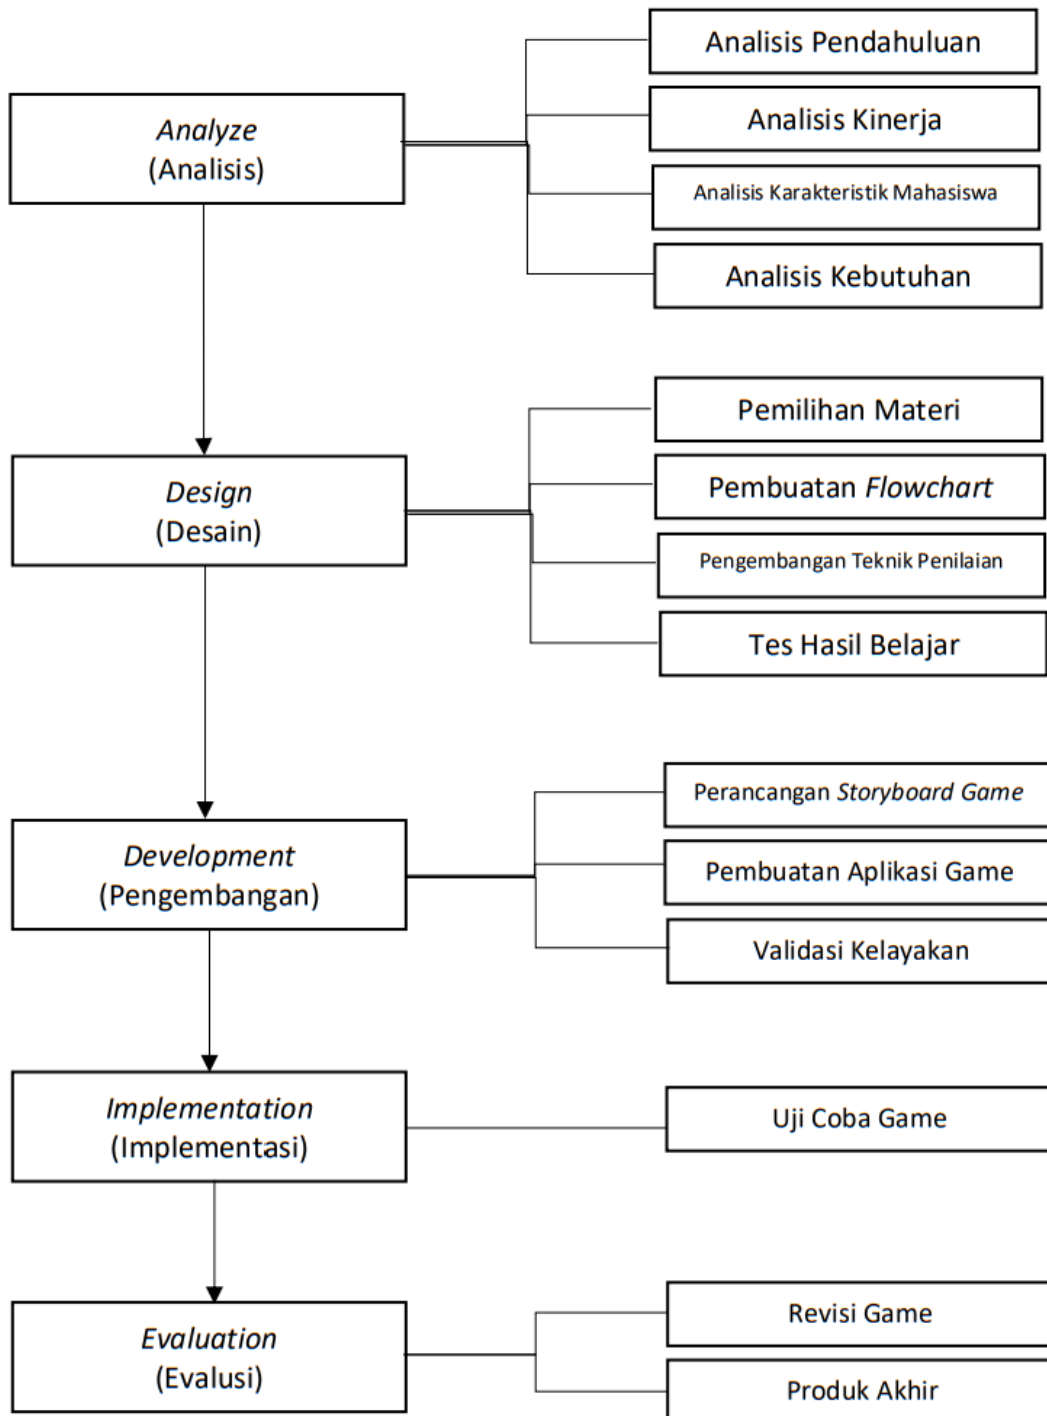 Analyze
(Analisis)
Analisis Pendahuluan
Analisis Kinerja
Analisis Karakteristik Mahasiswa
Analisis Kebutuhan
Design
(Desain)
Pemilihan Materi
Pembuatan Flowchart
Pengembangan Teknik Penilaian
Tes Hasil Belajar
Development
(Pengembangan)
Perancangan Storyboard Game
Pembuatan Aplikasi Game
Validasi Kelayakan
Implementation
(Implementasi)
Uji Coba Game
Evaluation
(Evalusi)
Revisi Game
Produk Akhir